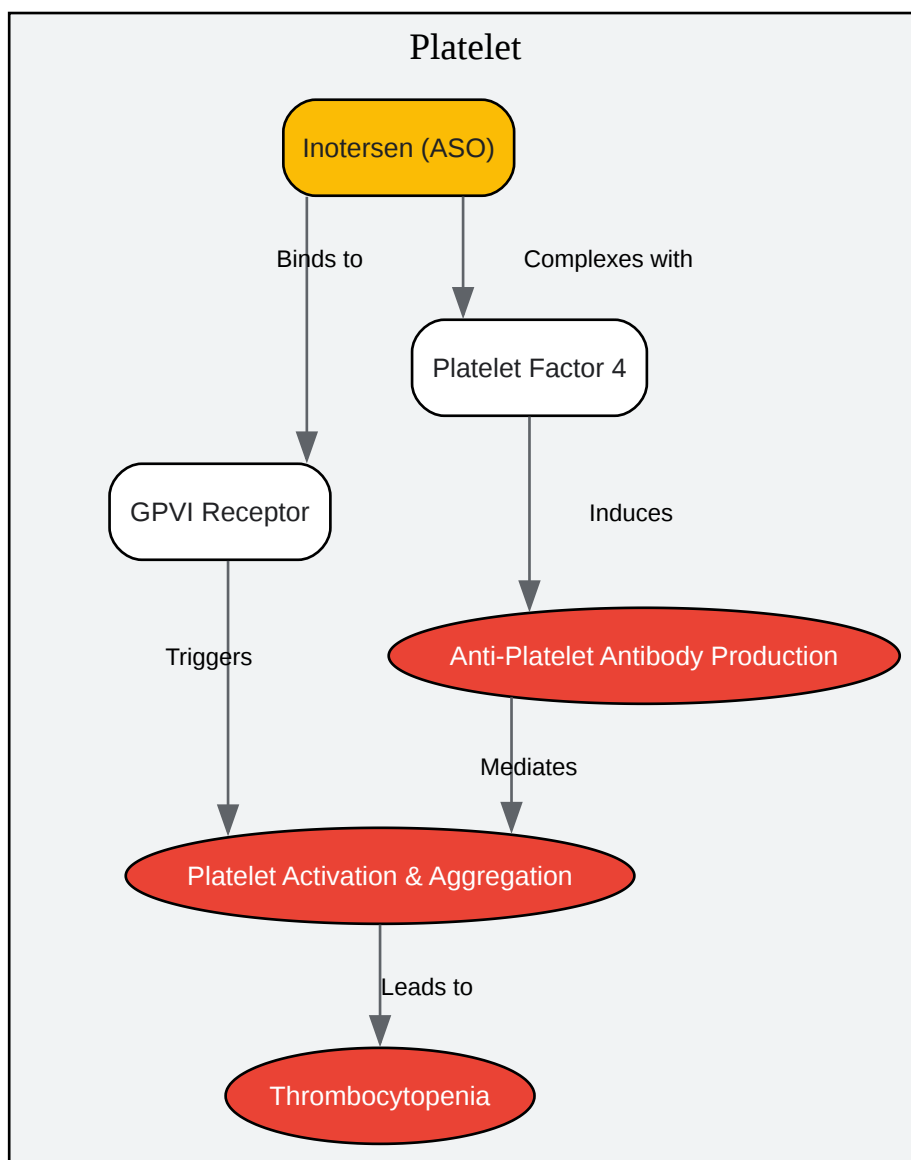 Platelet
Inotersen (ASO)
Binds to
Complexes with
Platelet Factor 4
GPVI Receptor
Induces
Triggers
Anti-Platelet Antibody Production
Mediates
Platelet Activation & Aggregation
Leads to
Thrombocytopenia